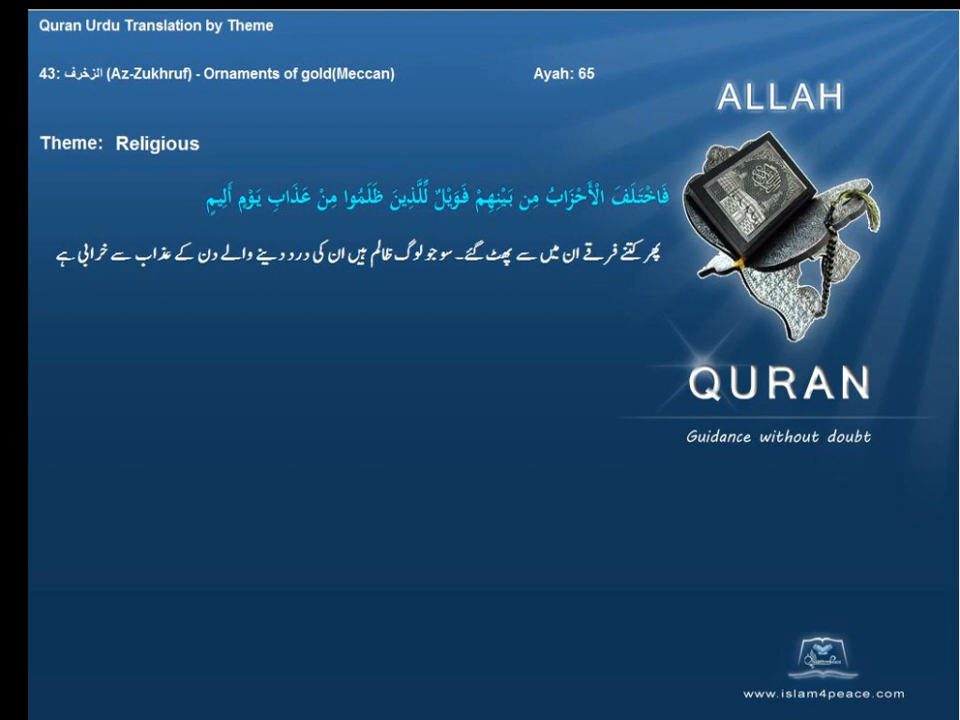 Quran Urdu Translation by Theme
43: الزخرف (Az-Zukhruf) - Ornaments of gold(Meccan) Ayah: 65
ALLAH
Theme: Religious
فَاخْتَلَفَ الْأَحْزَابُ مِن بَيْنِهِمْ فَوَيْلٌ لِّلَّذِينَ ظَلَمُوا مِنْ عَذَابِ يَوْمٍ أَلِيمٍ
پھر کتنے فرقے ان میں سے پھٹ گئے۔ سو جو لوگ ظالم ہیں ان کی درد دینے والے دن کے عذاب سے خرابی ہے
QURAN
Guidance without doubt
www.islam4peace.com